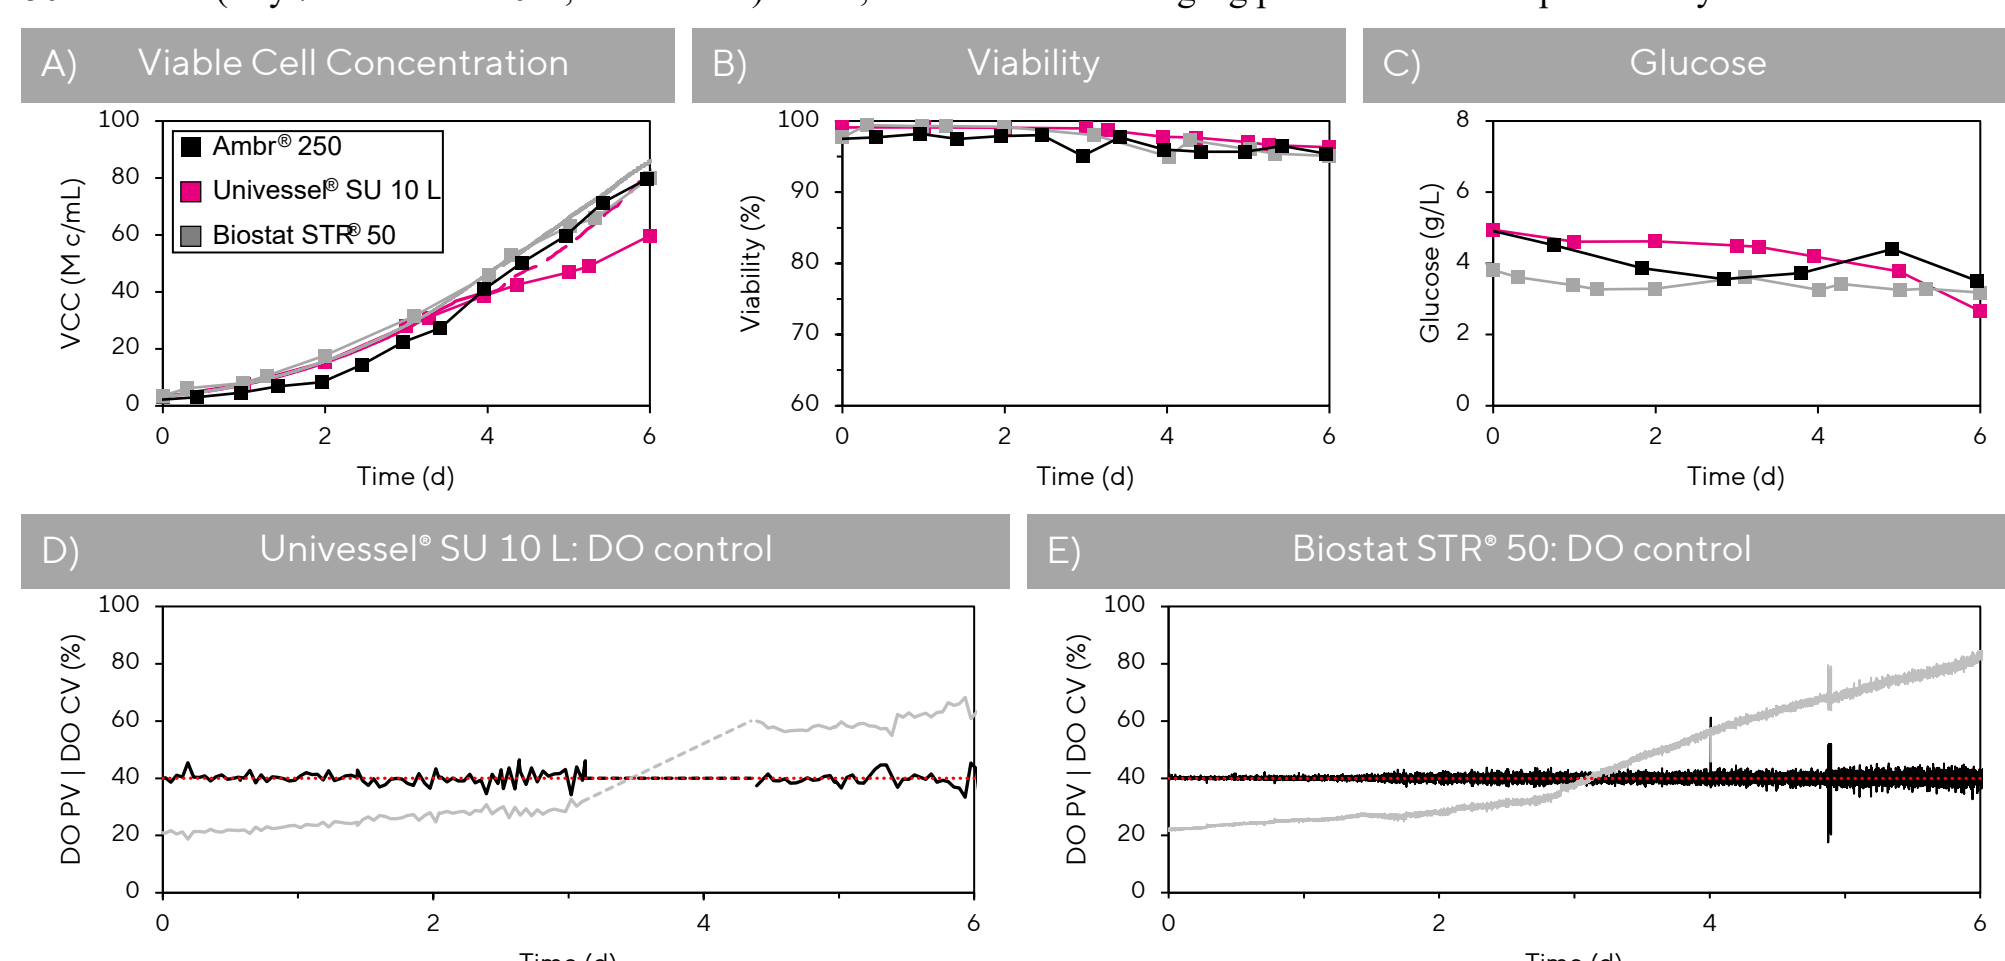 A) Viable Cell Concentration
100
80
60
40
20
0
VCC (M c/mL)
Ambr® 250
Univessel® SU 10 L
Biostat STR® 50
0 2 4 6
Time (d)
B) Viability
100
90
80
70
60
Viability (%)
0 2 4 6
Time (d)
C) Glucose
8
6
4
2
0
Glucose (g/L)
0 2 4 6
Time (d)
D) Univessel® SU 10 L: DO control
100
80
60
40
20
0
DO PV | DO CV (%)
0 2 4 6
Time (d)
E) Biostat STR® 50: DO control
100
80
60
40
20
0
DO PV | DO CV (%)
0 2 4 6
Time (d)